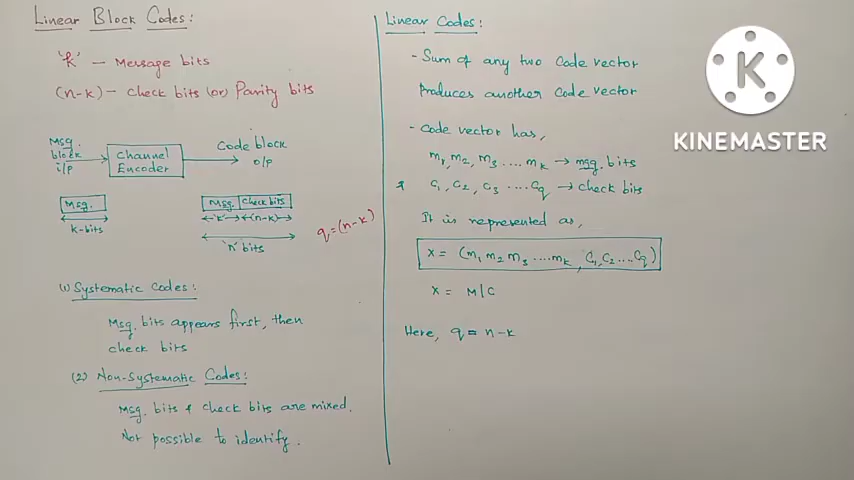 Linear Block Codes:
'k' – Message bits
(n-k) – Check bits (or) Parity bits
Msg.
block
i/p
Channel
Encoder
Code block
o/p
Msg.
k-bits
Msg. Check bits
'k' (n-k)
'n' bits
q=(n-k)
1) Systematic Codes:
Msg. bits appears first, then
check bits
(2) Non-Systematic Codes:
Msg. bits & check bits are mixed.
Not possible to identify.
Linear Codes:
- Sum of any two code vector
Produces another code vector
- Code vector has,
m1, m2, m3 .... mk → msg. bits
& c1, c2, c3 .... cq → check bits
It is represented as,
X = (m1 m2 m3 ..... mk, c1, c2 .... cq)
X = M/C
Here, q = n-k
K
KINEMASTER